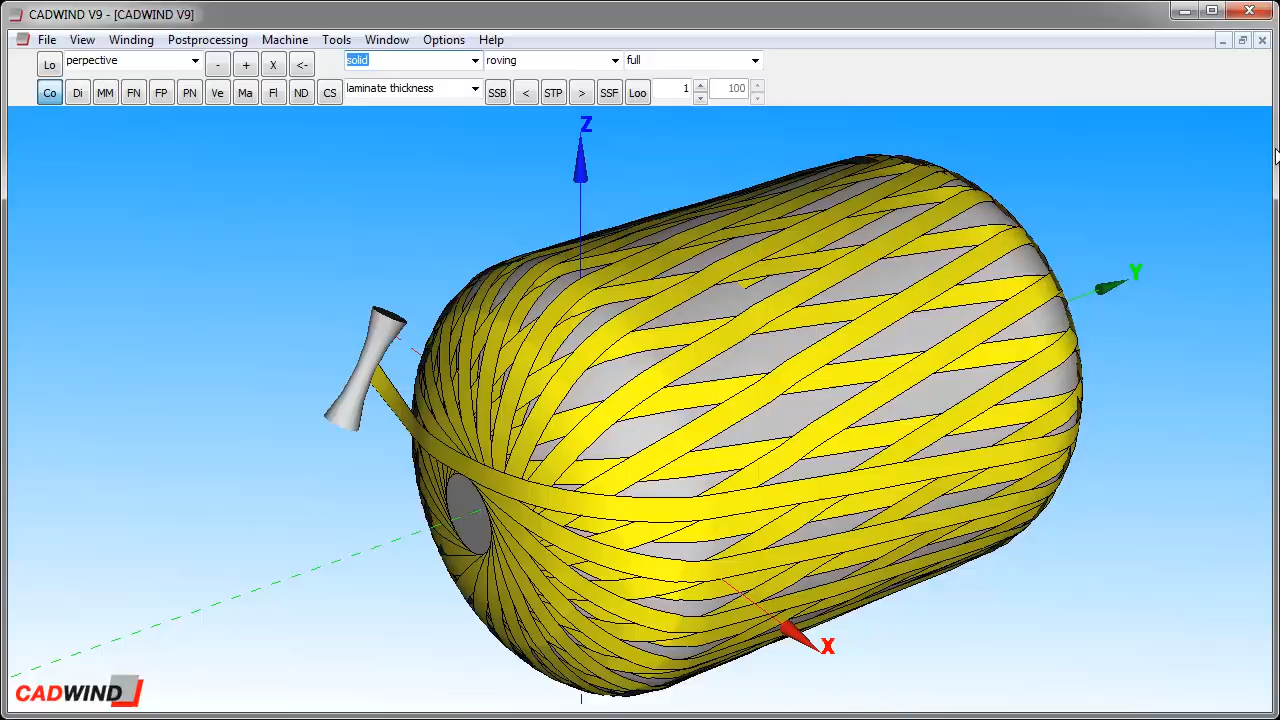 CADWIND V9 - [CADWIND V9]
File View Winding Postprocessing Machine Tools Window Options Help
Lo perpective - + X <- solid roving full
Co Di MM FN FP PN Ve Ma Fl ND CS laminate thickness SSB < STP > SSF Loo 1 100
Z
Y
X
CADWIND